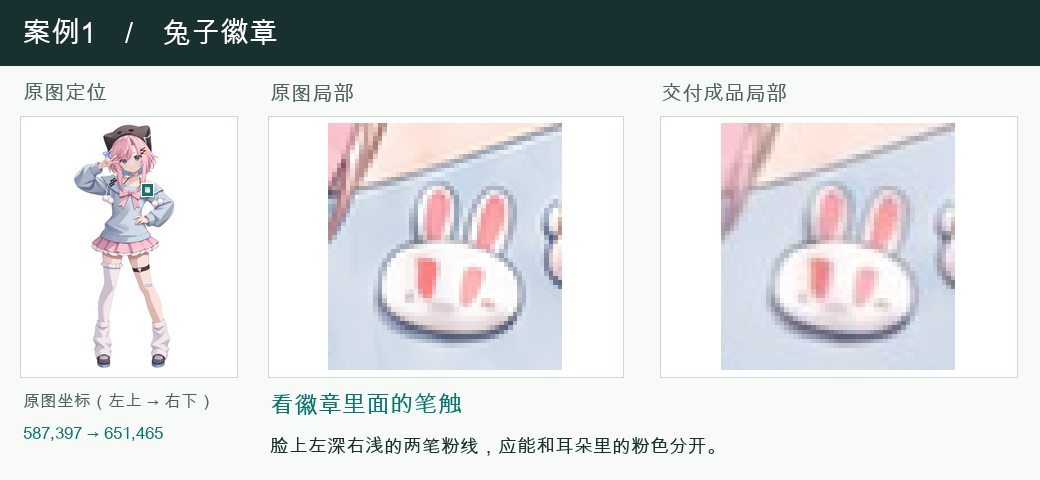 案例1 / 兔子徽章
原图定位
原图局部
交付成品局部
原图坐标（左上 → 右下）
587,397 → 651,465
看徽章里面的笔触
脸上左深右浅的两笔粉线，应能和耳朵里的粉色分开。